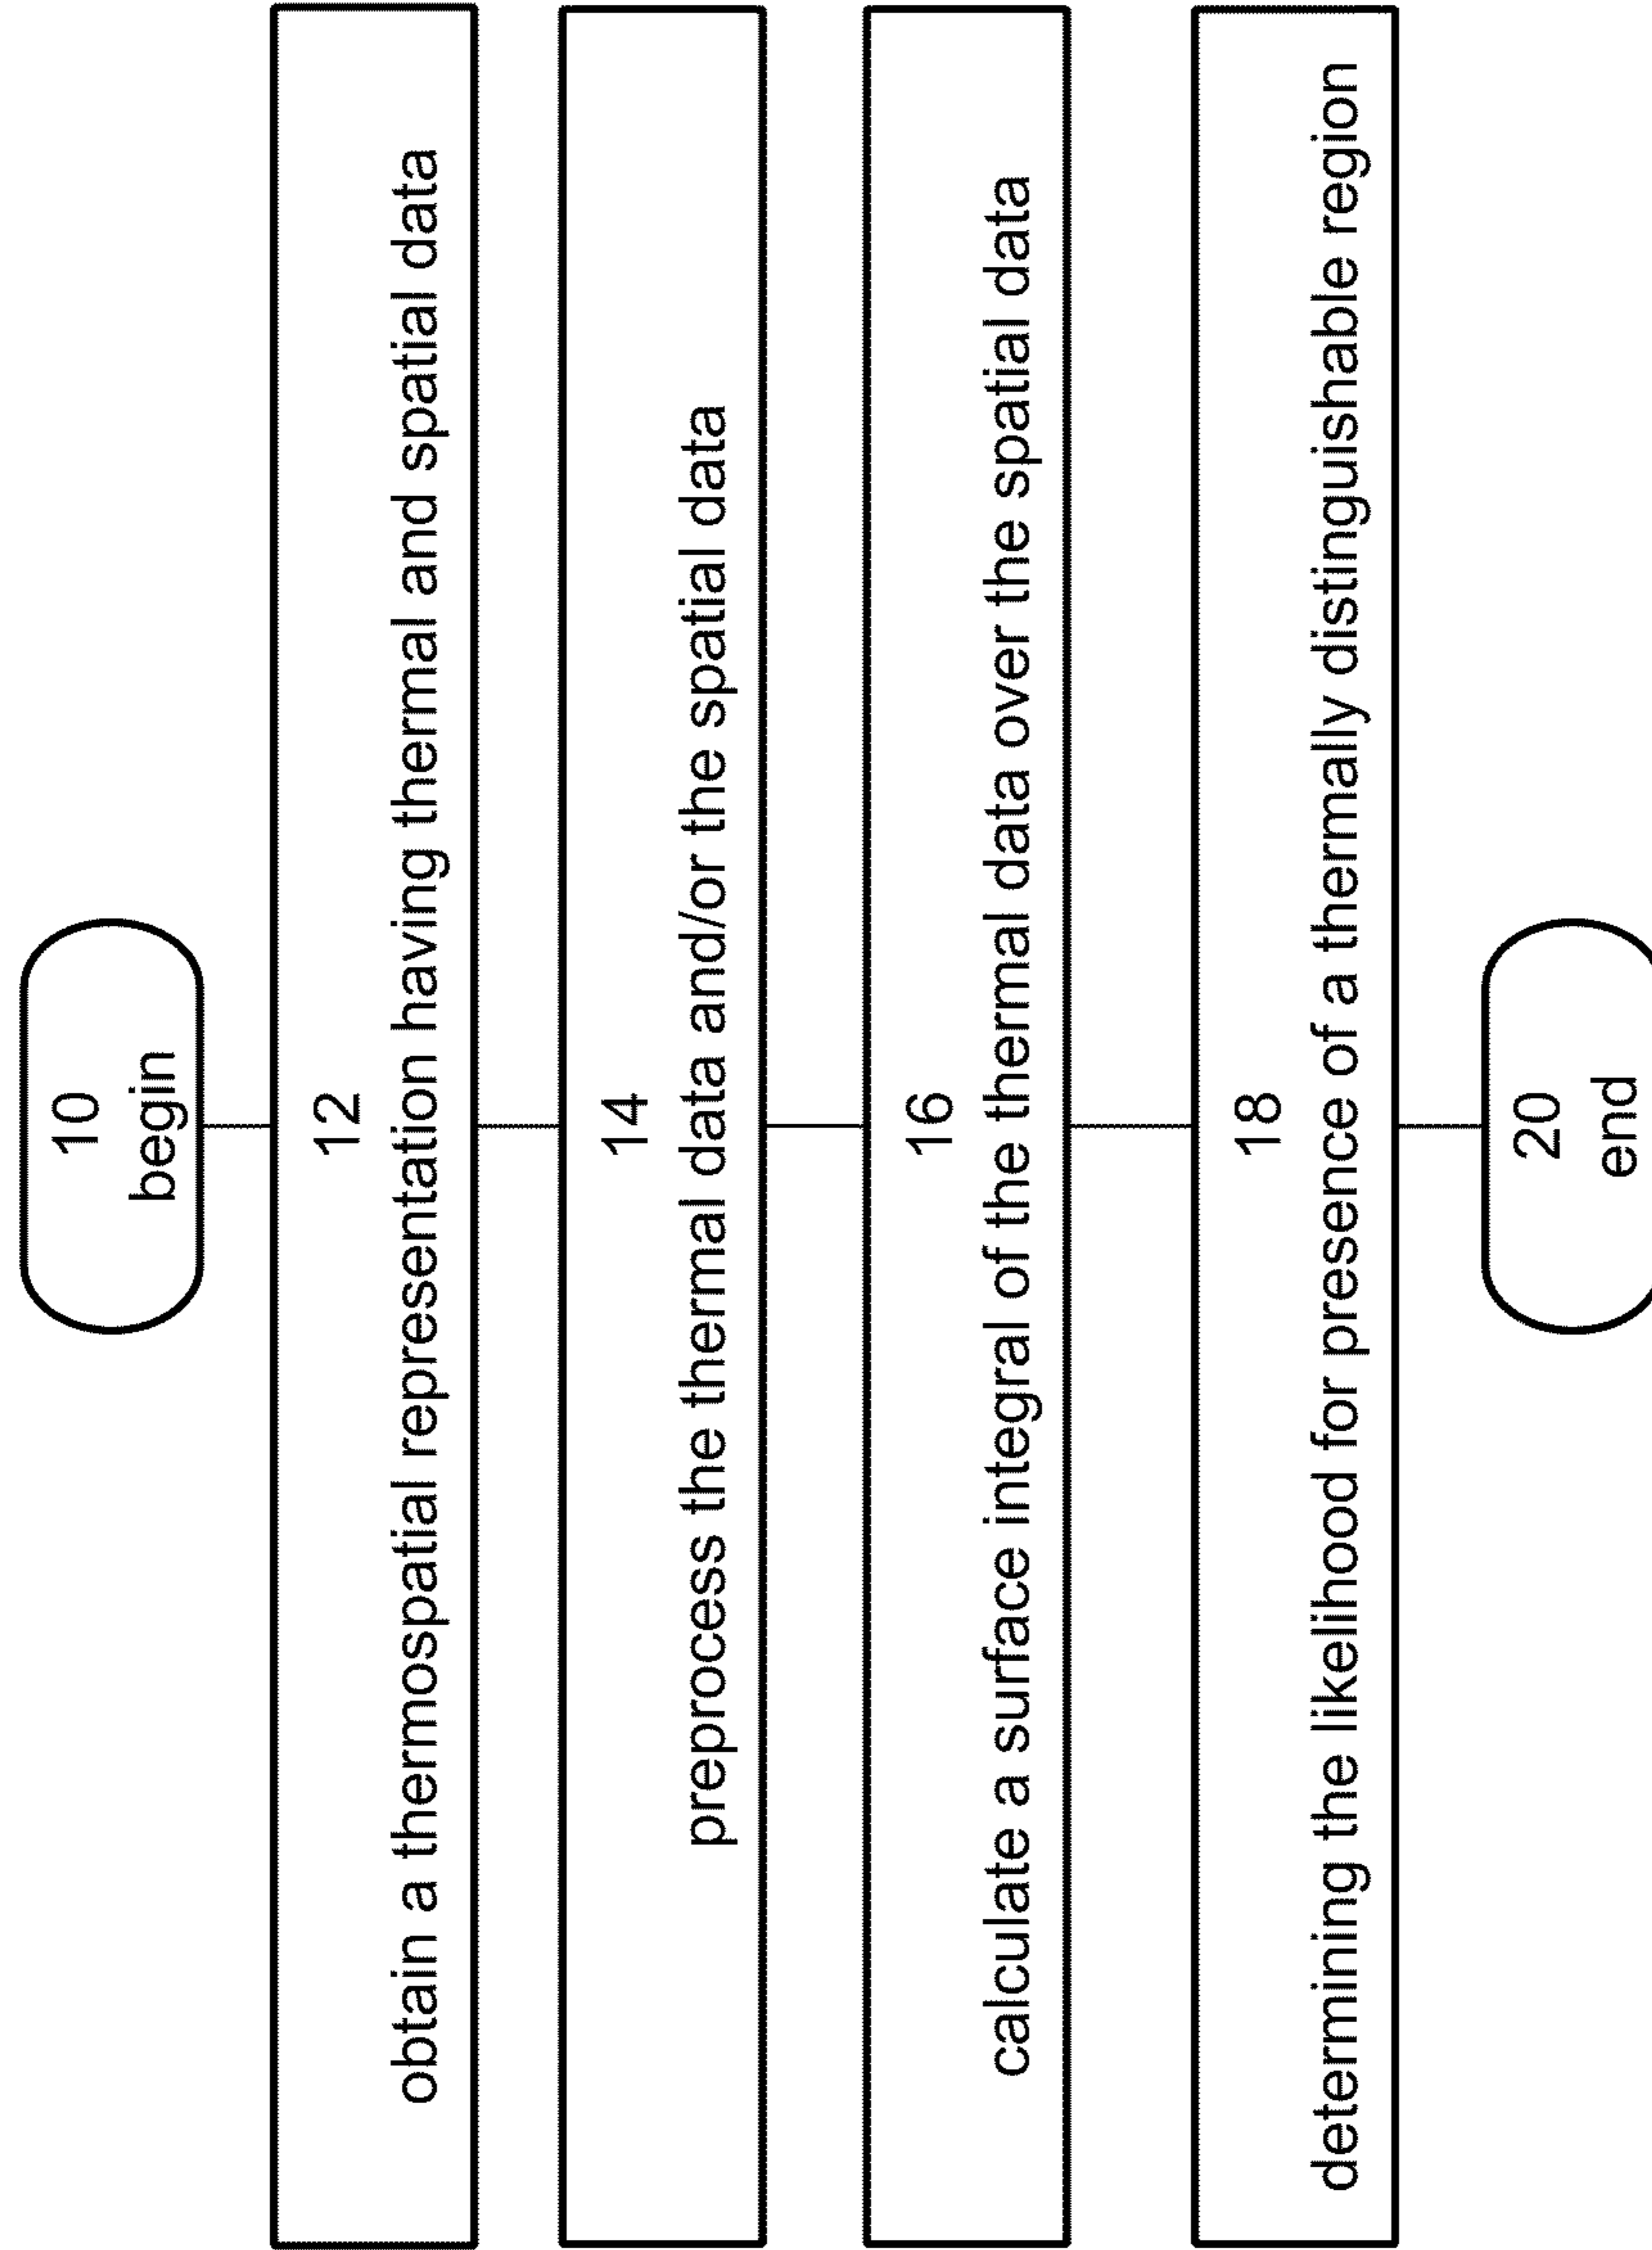 10
begin
12
obtain a thermospatial representation having thermal and spatial data
14
preprocess the thermal data and/or the spatial data
16
calculate a surface integral of the thermal data over the spatial data
18
determining the likelihood for presence of a thermally distinguishable region
20
end